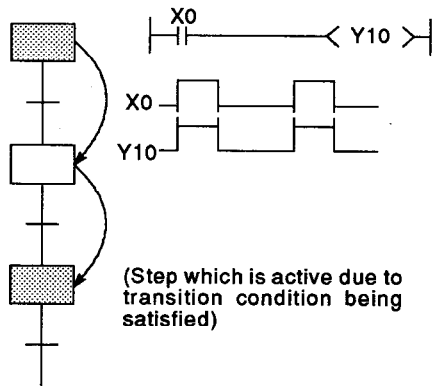 X0
Y10
X0
Y10
(Step which is active due to
transition condition being
satisfied)